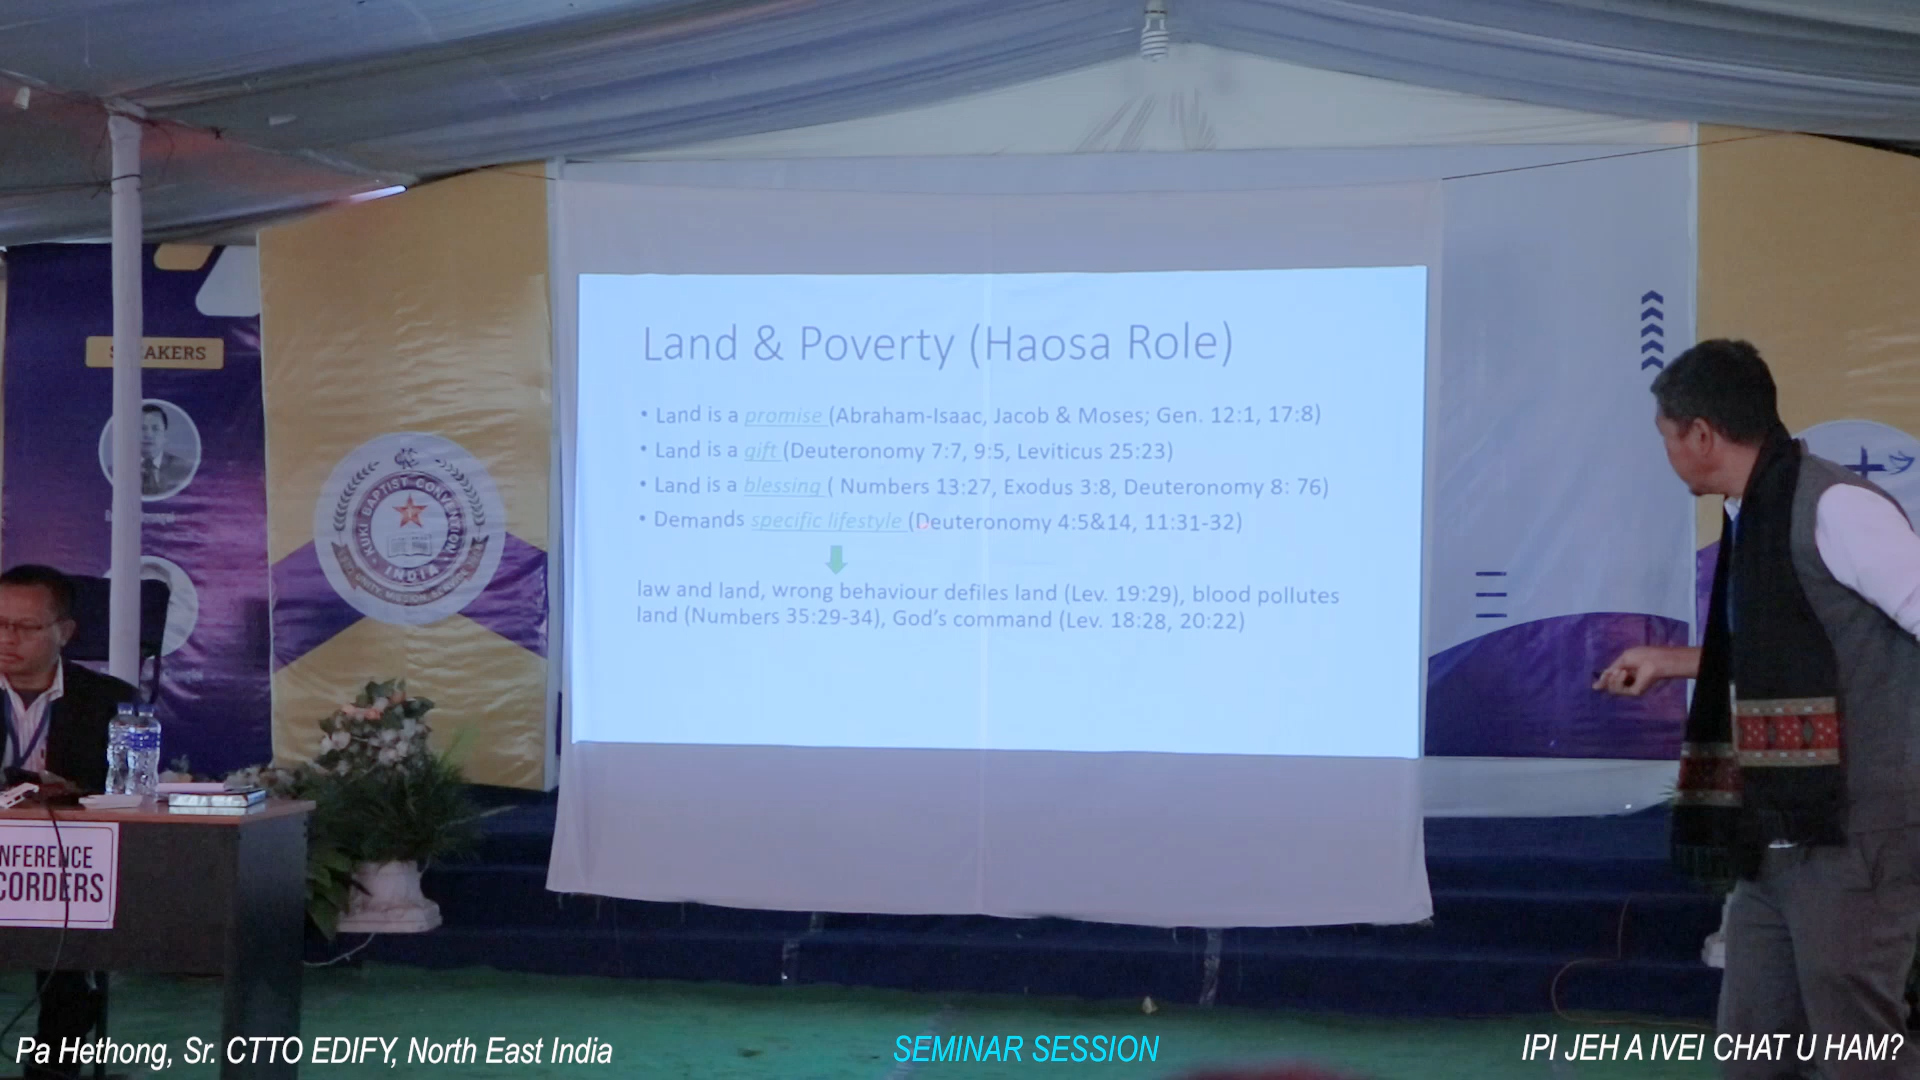 Land & Poverty (Haosa Role)
• Land is a promise (Abraham-Isaac, Jacob & Moses; Gen. 12:1, 17:8)
• Land is a gift (Deuteronomy 7:7, 9:5, Leviticus 25:23)
• Land is a blessing ( Numbers 13:27, Exodus 3:8, Deuteronomy 8: 76)
• Demands specific lifestyle (Deuteronomy 4:5&14, 11:31-32)
law and land, wrong behaviour defiles land (Lev. 19:29), blood pollutes
land (Numbers 35:29-34), God's command (Lev. 18:28, 20:22)
KUKI BAPTIST CONVENTION
INDIA
NFERENCE
CORDERS
Pa Hethong, Sr. CTTO EDIFY, North East India
SEMINAR SESSION
IPI JEH A IVEI CHAT U HAM?